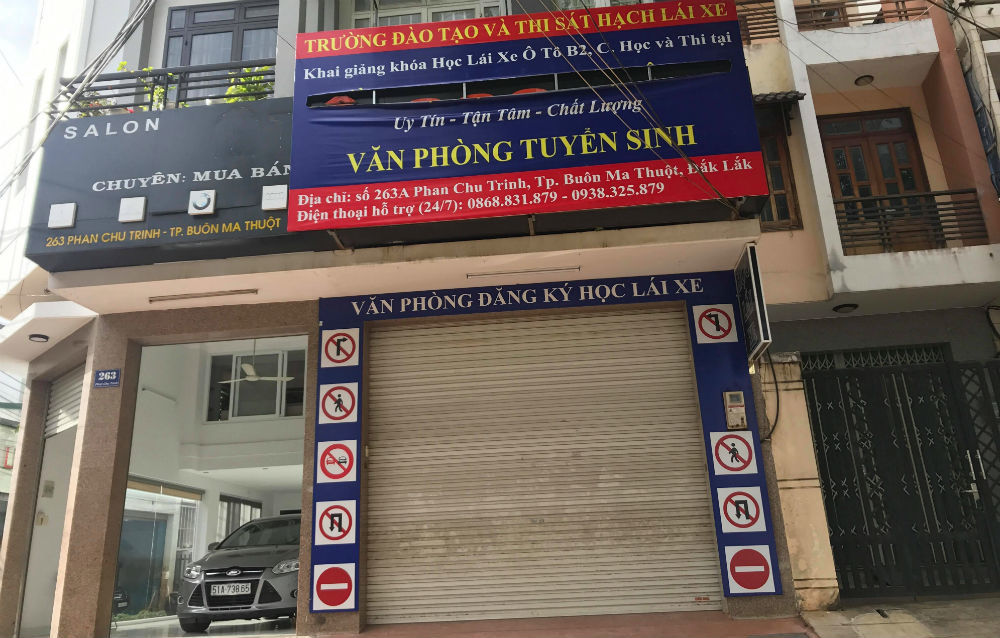 TRƯỜNG ĐÀO TẠO VÀ THI SÁT HẠCH LÁI XE
Khai giảng khóa Học Lái Xe Ô Tô B2, C. Học và Thi tại
Uy Tín - Tận Tâm - Chất Lượng
VĂN PHÒNG TUYỂN SINH
Địa chỉ: số 263A Phan Chu Trinh, Tp. Buôn Ma Thuột, Đắk Lắk
Điện thoại hỗ trợ (24/7): 0868.831.879 - 0938.325.879
SALON
CHUYÊN: MUA BÁN
263 PHAN CHU TRINH - TP. BUÔN MA THUỘT
VĂN PHÒNG ĐĂNG KÝ HỌC LÁI XE
263
51A-738.65